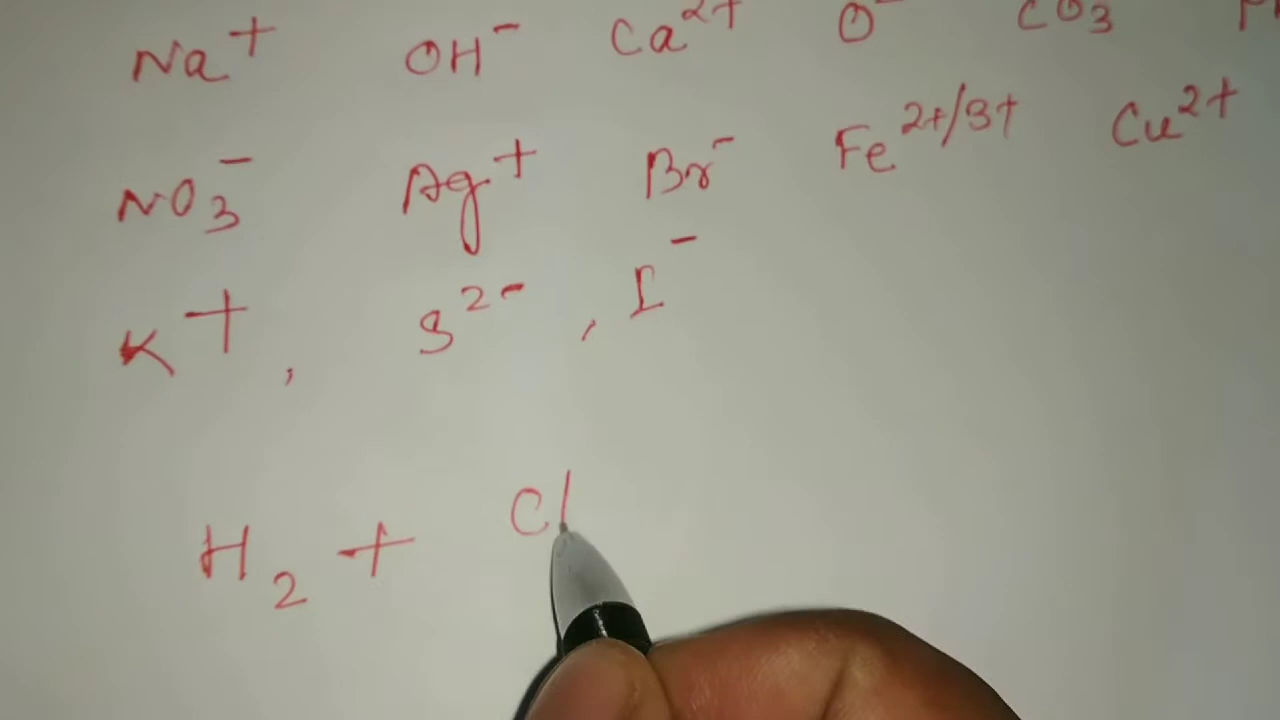 Na⁺ OH⁻ Ca²⁺ O⁻ CO₃
NO₃⁻ Ag⁺ Br⁻ Fe²⁺/³⁺ Cu²⁺
K⁺, S²⁻, I⁻
H₂ + Cl